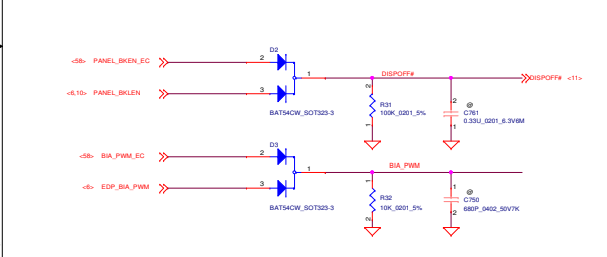 D2
<58> PANEL_BKEN_EC 2
1 DISPOFF# DISPOFF# <11>
<6,10> PANEL_BKLEN 3
BAT54CW_SOT323-3
2 R31 100K_0201_5% 1
2 @ C761 0.33U_0201_6.3V6M 1
D3
<58> BIA_PWM_EC 2
1 BIA_PWM
<6> EDP_BIA_PWM 3
BAT54CW_SOT323-3
1 R32 10K_0201_5% 2
1 @ C750 680P_0402_50V7K 2